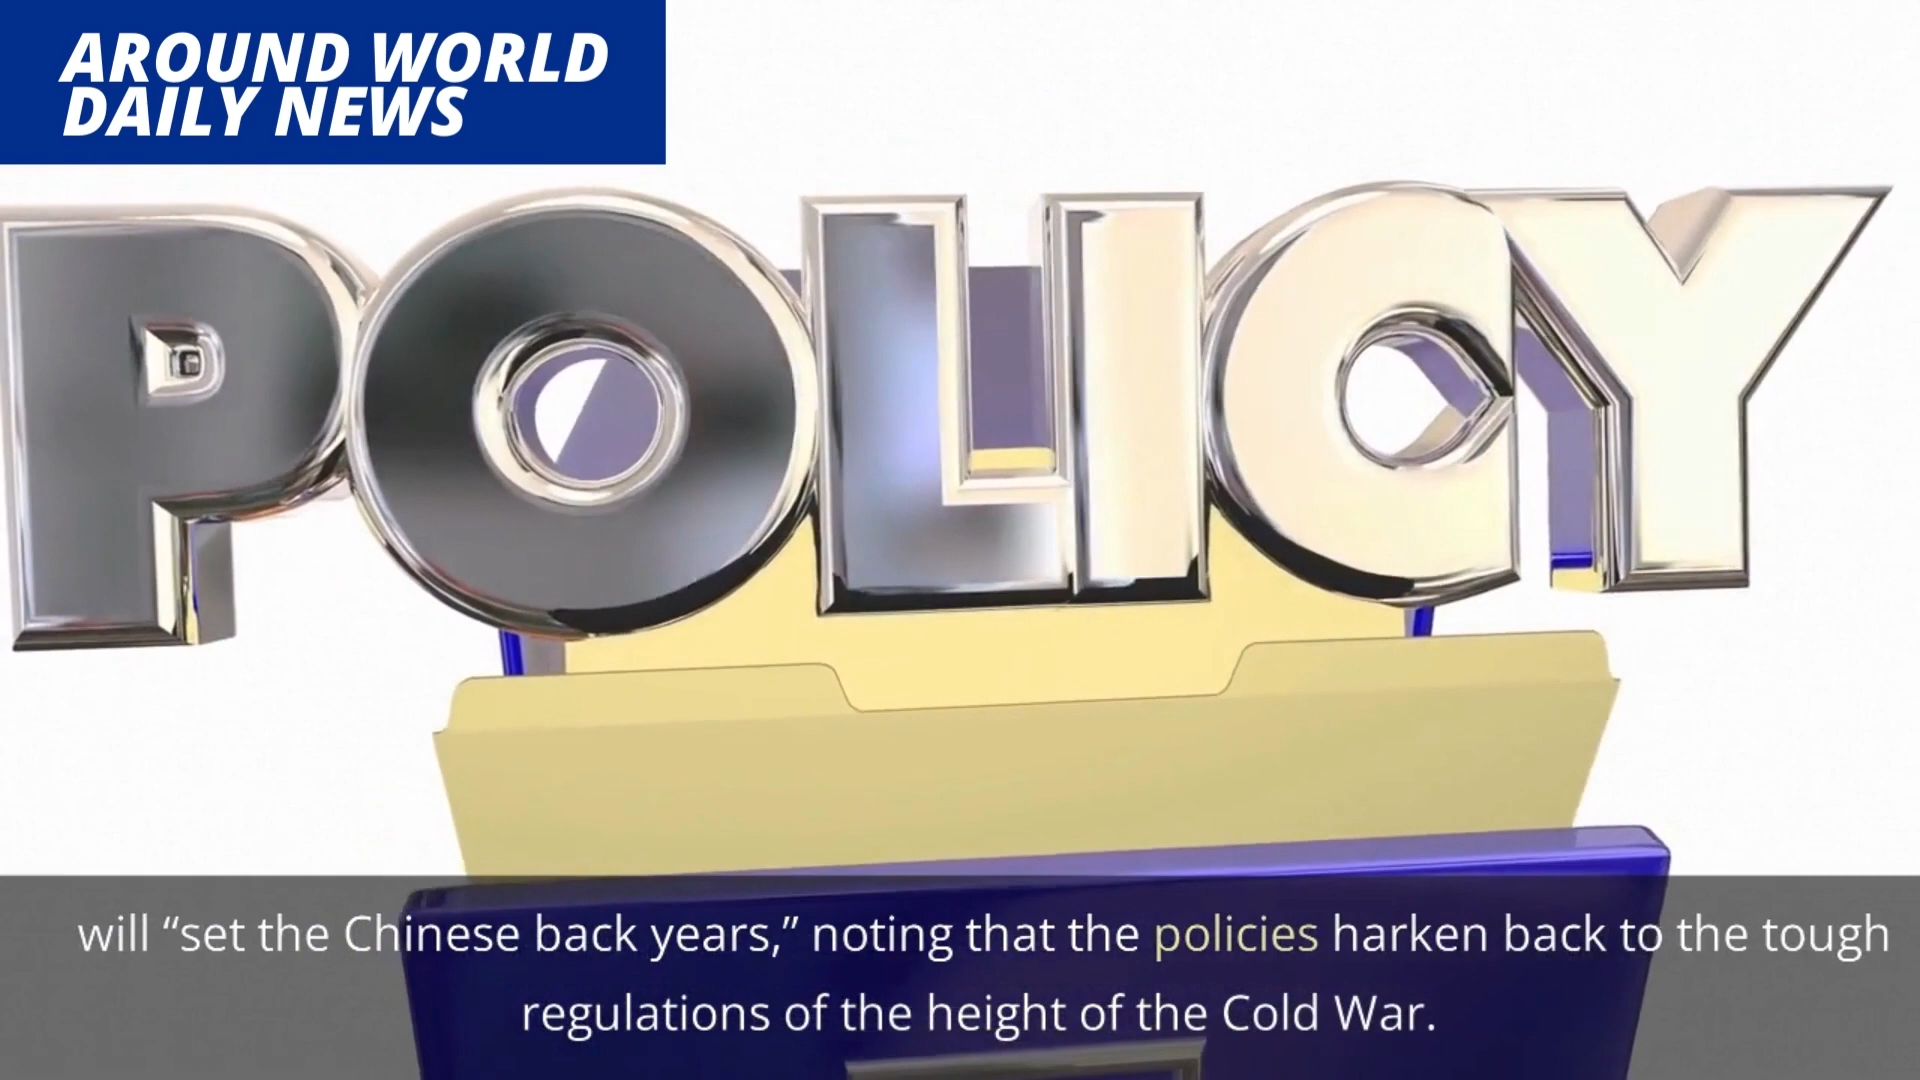 AROUND WORLD
DAILY NEWS
POLICY
will “set the Chinese back years,” noting that the policies harken back to the tough
regulations of the height of the Cold War.